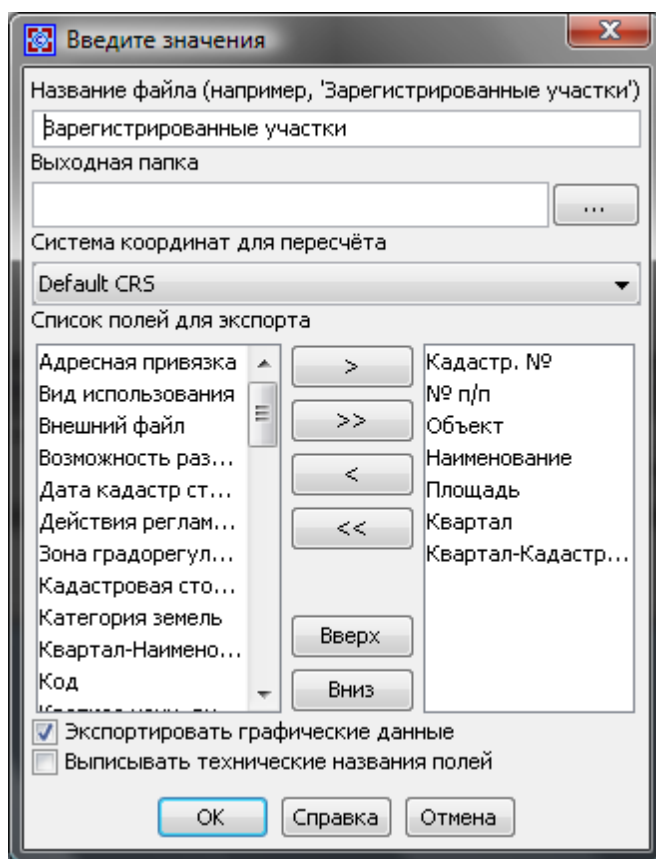 Введите значения
Название файла (например, 'Зарегистрированные участки')
Зарегистрированные участки
Выходная папка
...
Система координат для пересчёта
Default CRS
Список полей для экспорта
Адресная привязка
Вид использования
Внешний файл
Возможность раз...
Дата кадастр ст...
Действия реглам...
Зона градорегул...
Кадастровая сто...
Категория земель
Квартал-Наимено...
Код
>
>>
<
<<
Вверх
Вниз
Кадастр. №
№ п/п
Объект
Наименование
Площадь
Квартал
Квартал-Кадастр...
Экспортировать графические данные
Выписывать технические названия полей
OK
Справка
Отмена